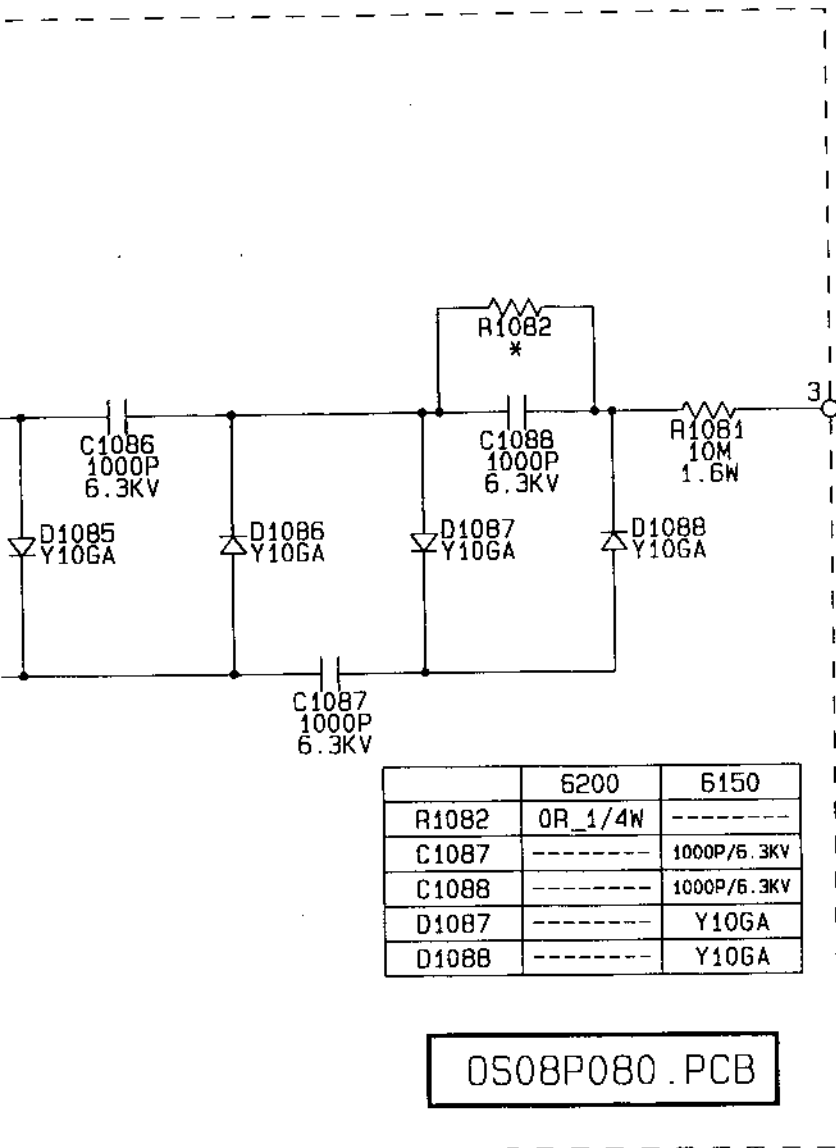 R1082
*
3
C1086
1000P
6.3KV
C1088
1000P
6.3KV
R1081
10M
1.6W
D1085
Y10GA
D1086
Y10GA
D1087
Y10GA
D1088
Y10GA
C1087
1000P
6.3KV
6200 6150
R1082 0R_1/4W --------
C1087 -------- 1000P/6.3KV
C1088 -------- 1000P/6.3KV
D1087 -------- Y10GA
D1088 -------- Y10GA
OS08P080.PCB